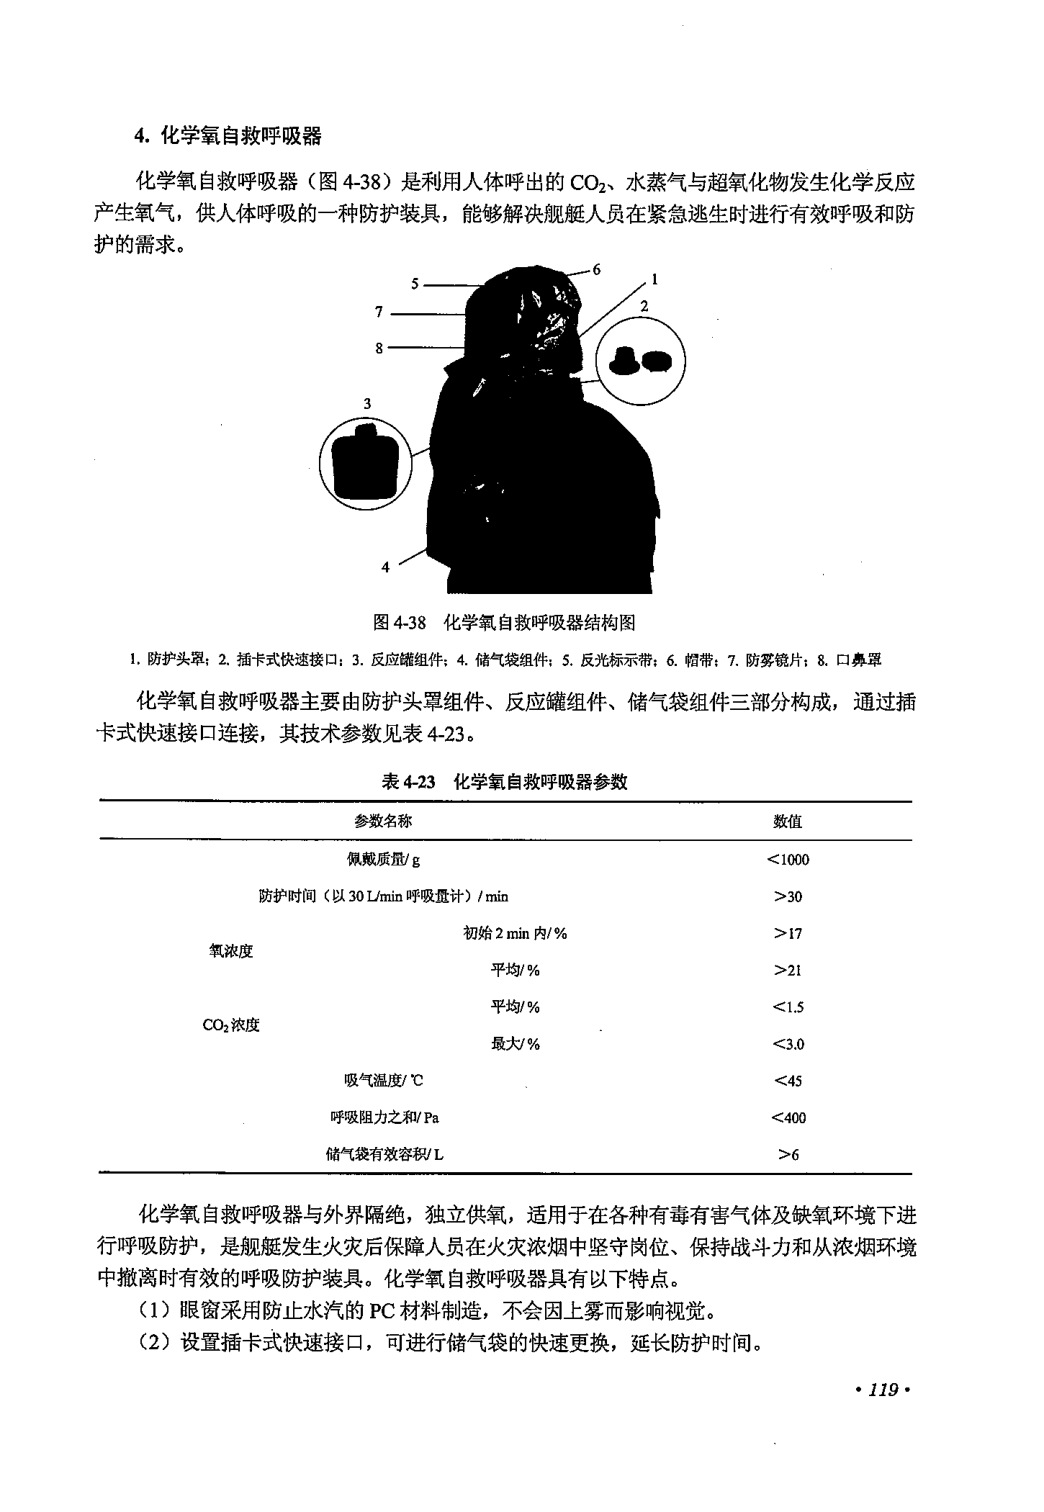 4. 化学氧自救呼吸器
化学氧自救呼吸器（图 4-38）是利用人体呼出的 CO₂、水蒸气与超氧化物发生化学反应
产生氧气，供人体呼吸的一种防护装具，能够解决舰艇人员在紧急逃生时进行有效呼吸和防
护的需求。
6
5
1
7
2
8
3
4
图 4-38 化学氧自救呼吸器结构图
1. 防护头罩；2. 插卡式快速接口；3. 反应罐组件；4. 储气袋组件；5. 反光标示带；6. 帽带；7. 防雾镜片；8. 口鼻罩
化学氧自救呼吸器主要由防护头罩组件、反应罐组件、储气袋组件三部分构成，通过插
卡式快速接口连接，其技术参数见表 4-23。
表 4-23 化学氧自救呼吸器参数
参数名称 数值
佩戴质量/ g <1000
防护时间（以 30 L/min 呼吸量计）/ min >30
氧浓度 初始 2 min 内/ % >17
平均/ % >21
CO₂浓度 平均/ % <1.5
最大/ % <3.0
吸气温度/ ℃ <45
呼吸阻力之和/ Pa <400
储气袋有效容积/ L >6
化学氧自救呼吸器与外界隔绝，独立供氧，适用于在各种有毒有害气体及缺氧环境下进
行呼吸防护，是舰艇发生火灾后保障人员在火灾浓烟中坚守岗位、保持战斗力和从浓烟环境
中撤离时有效的呼吸防护装具。化学氧自救呼吸器具有以下特点。
（1）眼窗采用防止水汽的 PC 材料制造，不会因上雾而影响视觉。
（2）设置插卡式快速接口，可进行储气袋的快速更换，延长防护时间。
· 119 ·